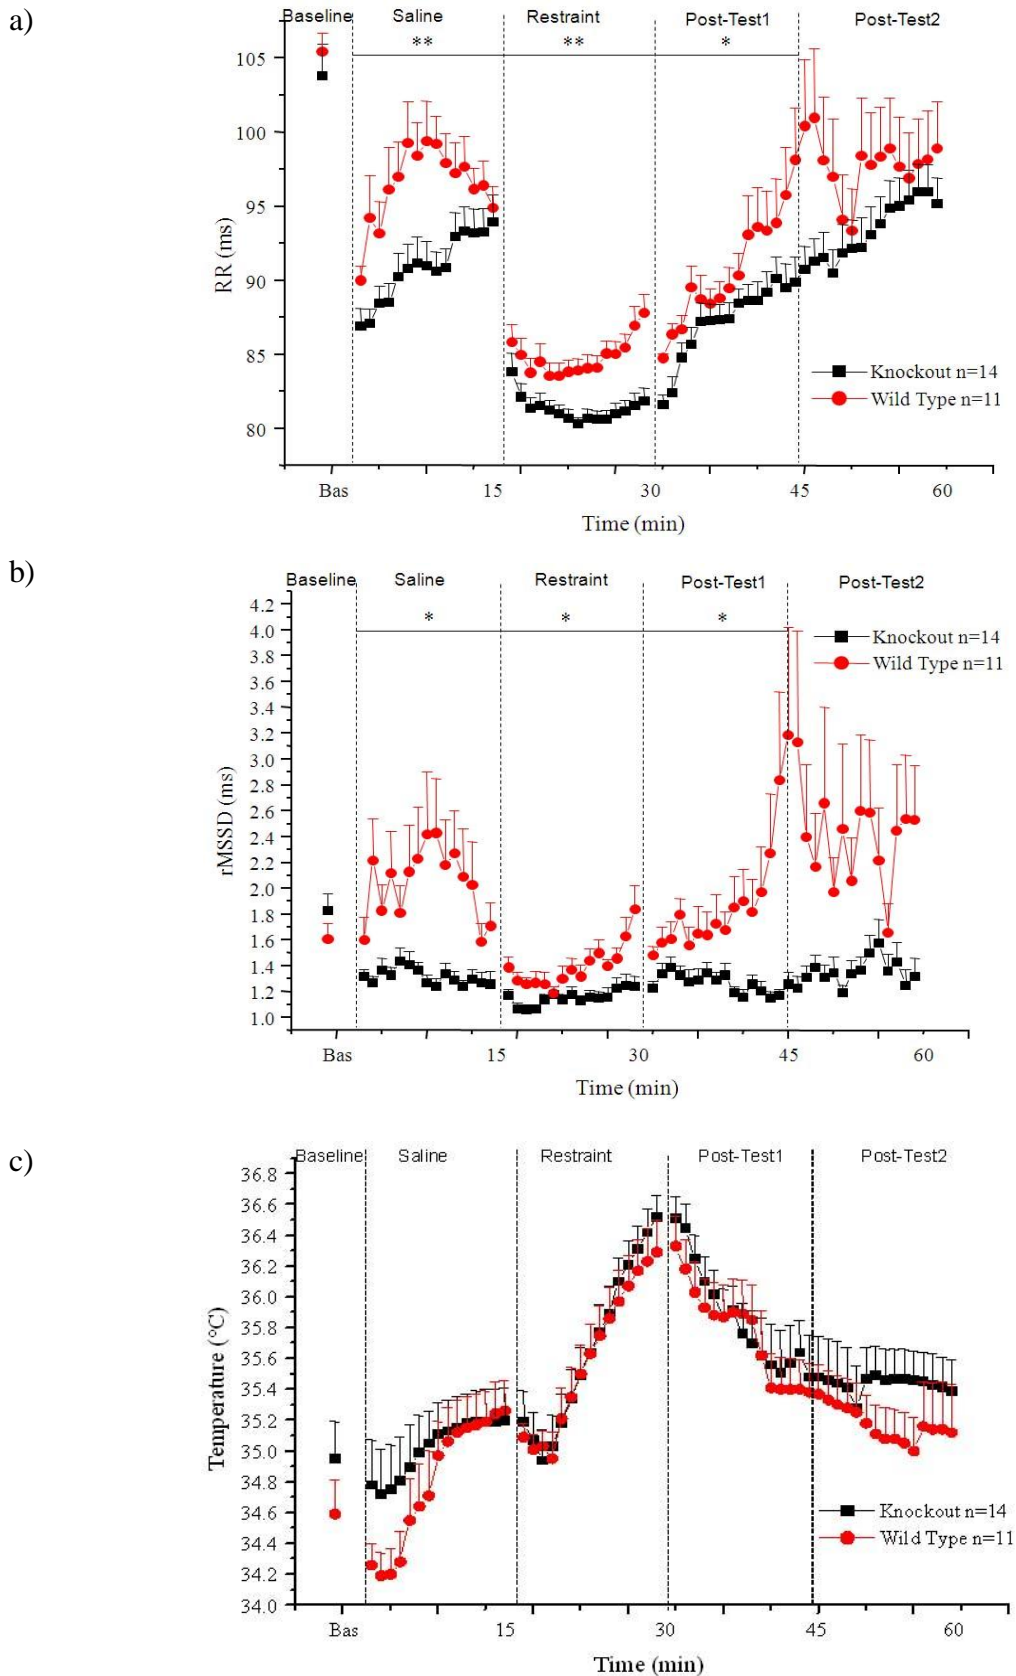 a)
Baseline Saline Restraint Post-Test1 Post-Test2
** ** *
105
100
95
90
85
80
RR (ms)
Knockout n=14
Wild Type n=11
Bas 15 30 45 60
Time (min)
b)
Baseline Saline Restraint Post-Test1 Post-Test2
* * *
4.2
4.0
3.8
3.6
3.4
3.2
3.0
2.8
2.6
2.4
2.2
2.0
1.8
1.6
1.4
1.2
1.0
rMSSD (ms)
Knockout n=14
Wild Type n=11
Bas 15 30 45 60
Time (min)
c)
Baseline Saline Restraint Post-Test1 Post-Test2
36.8
36.6
36.4
36.2
36.0
35.8
35.6
35.4
35.2
35.0
34.8
34.6
34.4
34.2
34.0
Temperature (°C)
Knockout n=14
Wild Type n=11
Bas 15 30 45 60
Time (min)